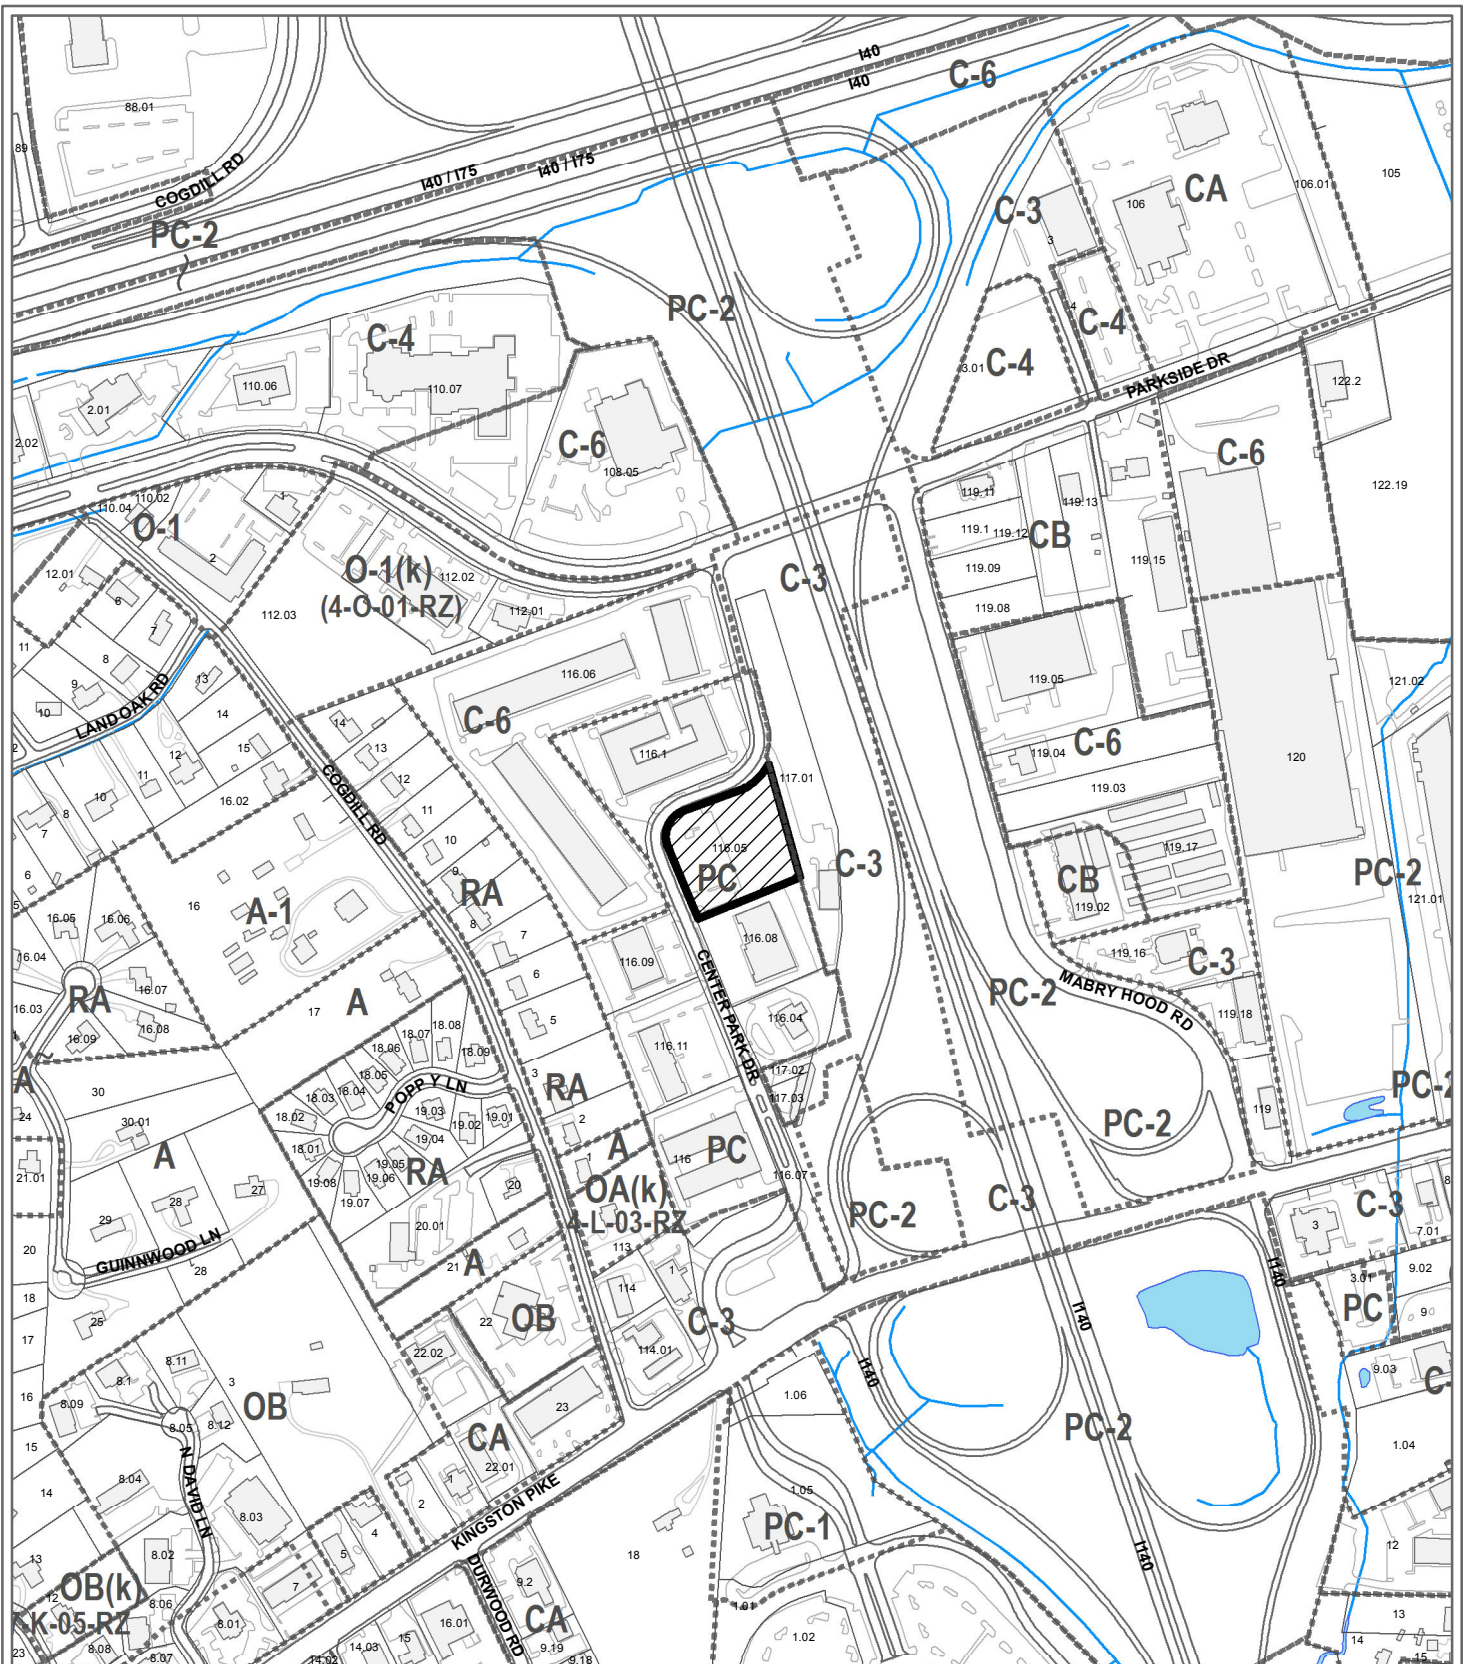 I40
I40
C-6
88.01
89
COGDILL RD
I40 / I75
I40 / I75
PC-2
106.01
105
CA
106
C-3
3
4
C-4
PC-2
C-4
3.01
C-4
PARKSIDE DR
122.2
110.06
110.07
2.01
2.02
C-6
108.05
C-6
122.19
119.11
119.13
119.1
119.12
CB
119.09
119.15
119.08
110.02
110.04
1
O-1
2
O-1(k)
(4-O-01-RZ)
112.02
112.01
112.03
C-3
12.01
6
7
11
8
9
10
LAND OAK RD
13
14
15
12
11
16.02
10
8
7
6
5
COGDILL RD
14
13
12
11
10
9
8
7
6
5
RA
116.06
C-6
116.1
117.01
116.05
PC
C-3
116.08
116.09
CENTER PARK DR
116.04
116.11
117.02
117.03
119.05
119.04
C-6
119.03
120
121.02
119.17
CB
119.02
PC-2
121.01
119.16
C-3
PC-2
MABRY HOOD RD
119.18
119
PC-2
PC-2
16
A-1
16.05
16.06
16.04
16.07
RA
16.03
16.08
16.09
17
A
A
30
24
30.01
A
21.01
28
27
29
20
GUINNWOOD LN
28
18
17
25
18.08
18.07
18.09
18.06
18.05
18.04
18.03
18.02
POPPY LN
19.03
19.01
19.02
19.04
18.01
19.05
19.06
19.08
19.07
RA
3
RA
2
1
A
116
PC
116.07
OA(k)
4-L-03-RZ
113
20
20.01
21
A
22
OB
114
1
114.01
C-3
PC-2
C-3
C-3
3
7.01
3.01
9.02
PC
9
9.03
I140
I140
I140
I140
PC-2
22.02
23
CA
22.01
8.11
8.1
3
16
8.09
8.05
8.12
OB
15
N DAVID LN
14
8.04
8.03
1
2
4
KINGSTON PIKE
5
7
13
8.02
OB(k)
12
8.06
8.01
23
8.08
8.07
14.02
14.03
15
16.01
DURWOOD RD
9.2
CA
9.19
9.18
18
1.06
1.05
PC-1
1.01
1.02
1.04
12
13
14
15